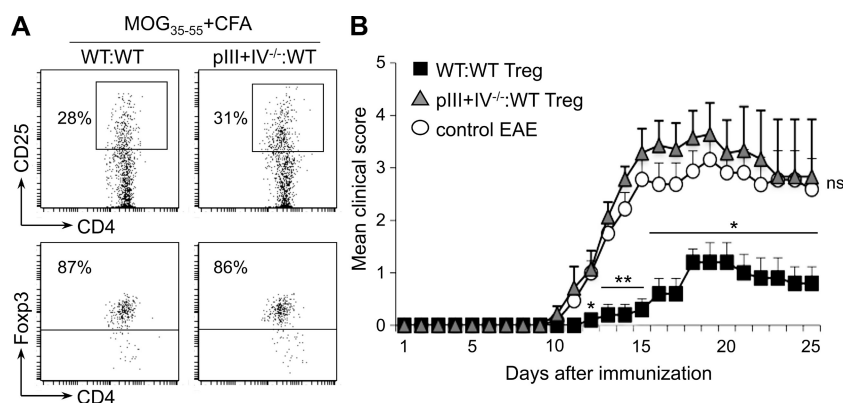 A
MOG35-55+CFA
WT:WT
pIII+IV-/-:WT
28%
31%
CD25
CD4
87%
86%
Foxp3
CD4
B
WT:WT Treg
pIII+IV-/-:WT Treg
control EAE
Mean clinical score
5
4
3
2
1
0
ns
*
**
*
1
5
10
15
20
25
Days after immunization